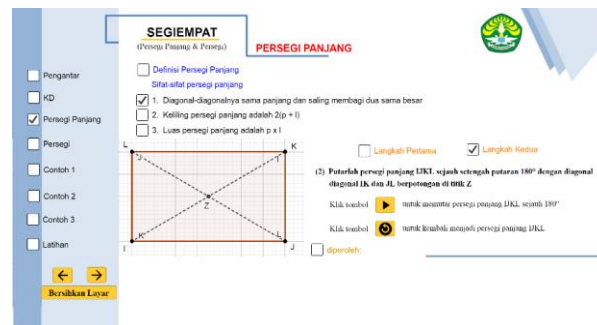 SEGIEMPAT
(Persegi Panjang & Persegi)
PERSEGI PANJANG
Pengantar
KD
Persegi Panjang
Persegi
Contoh 1
Contoh 2
Contoh 3
Latihan
Bersihkan Layar
Definisi Persegi Panjang
Sifat-sifat persegi panjang
1. Diagonal-diagonalnya sama panjang dan saling membagi dua sama besar
2. Keliling persegi panjang adalah 2(p + l)
3. Luas persegi panjang adalah p x l
L K
J' I'
Z
K' L'
I J
Langkah Pertama
Langkah Kedua
(2) Putarlah persegi panjang IJKL sejauh setengah putaran 180° dengan diagonal
diagonal IK dan JL berpotongan di titik Z
Klik tombol untuk memutar persegi panjang IJKL sejauh 180°
Klik tombol untuk kembali menjadi persegi panjang IJKL
diperoleh: